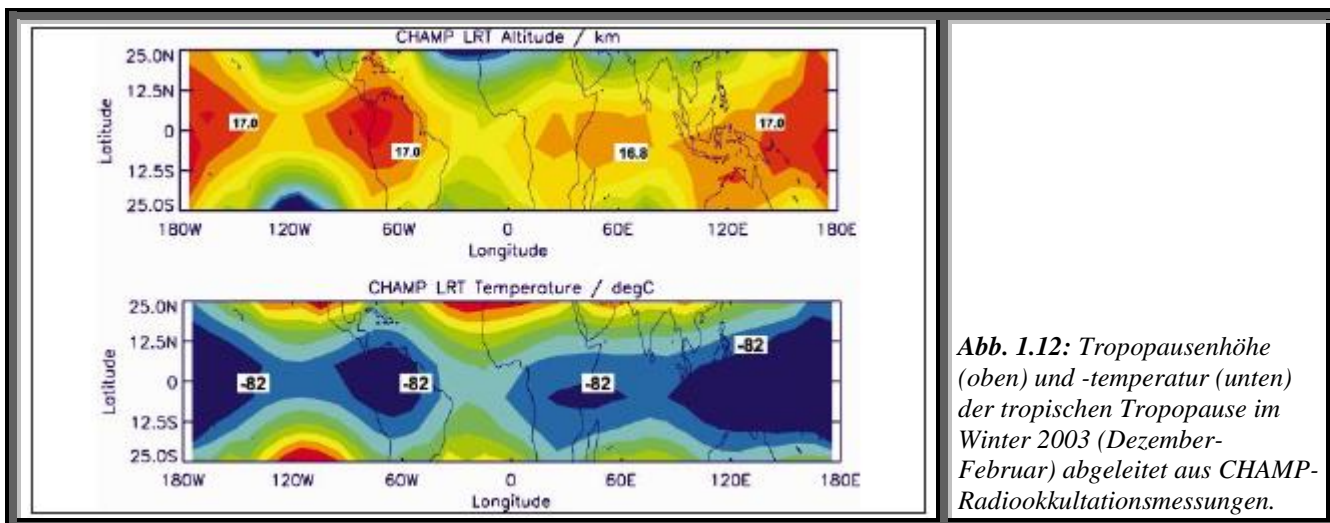 CHAMP LRT Altitude / km
25.0N
12.5N
0
12.5S
25.0S
Latitude
17.0
17.0
16.8
17.0
180W 120W 60W 0 60E 120E 180E
Longitude
CHAMP LRT Temperature / degC
25.0N
12.5N
0
12.5S
25.0S
Latitude
-82
-82
-82
-82
180W 120W 60W 0 60E 120E 180E
Longitude
Abb. 1.12: Tropopausenhöhe
(oben) und -temperatur (unten)
der tropischen Tropopause im
Winter 2003 (Dezember-
Februar) abgeleitet aus CHAMP-
Radiookkultationsmessungen.